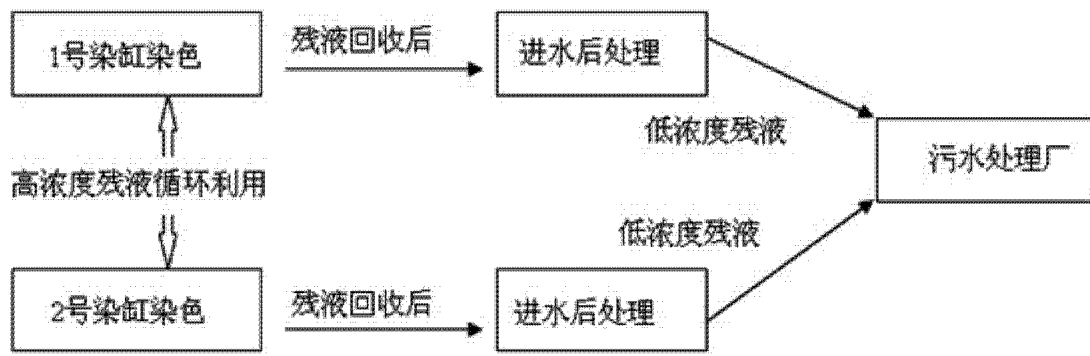 1号染缸染色
残液回收后
进水后处理
低浓度残液
污水处理厂
高浓度残液循环利用
低浓度残液
2号染缸染色
残液回收后
进水后处理